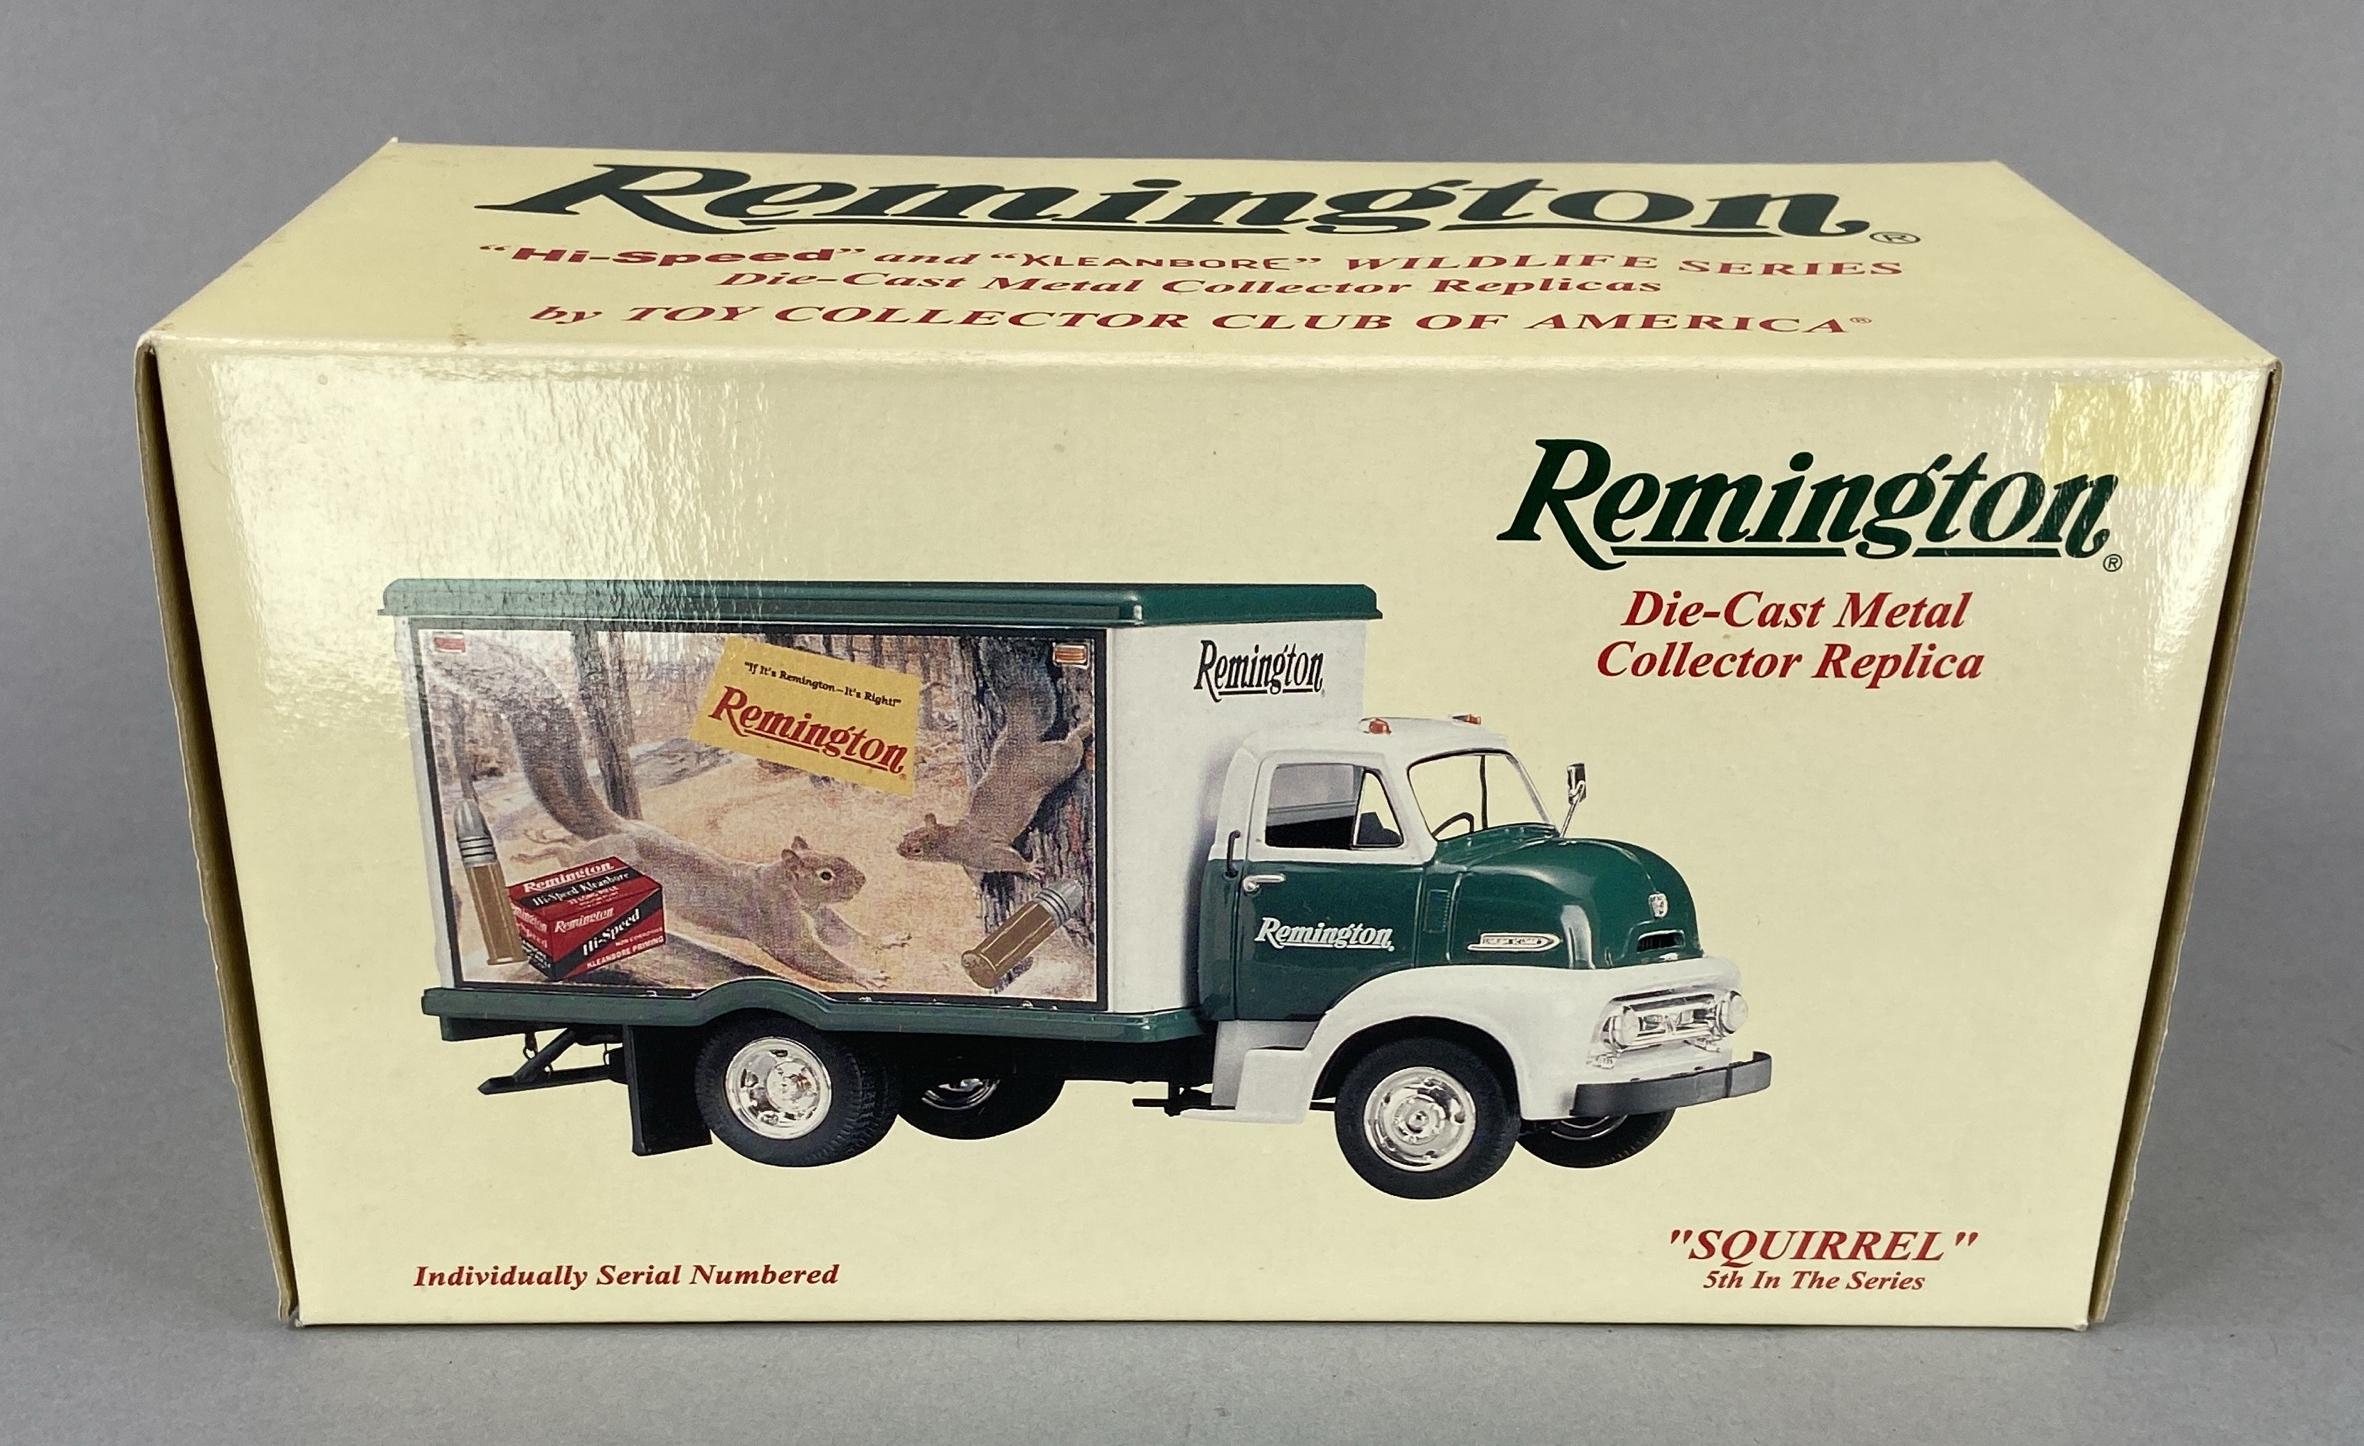 Remington®
"Hi-Speed" and "KLEANBORE" WILDLIFE SERIES
Die-Cast Metal Collector Replicas
by TOY COLLECTOR CLUB OF AMERICA®
Remington®
Die-Cast Metal
Collector Replica
"If It's Remington—It's Right!"
Remington
Remington
Remington
Remington
Hi-Speed Kleanbore
Remington
Hi-Speed
KLEANBORE PRIMING
Individually Serial Numbered
"SQUIRREL"
5th In The Series